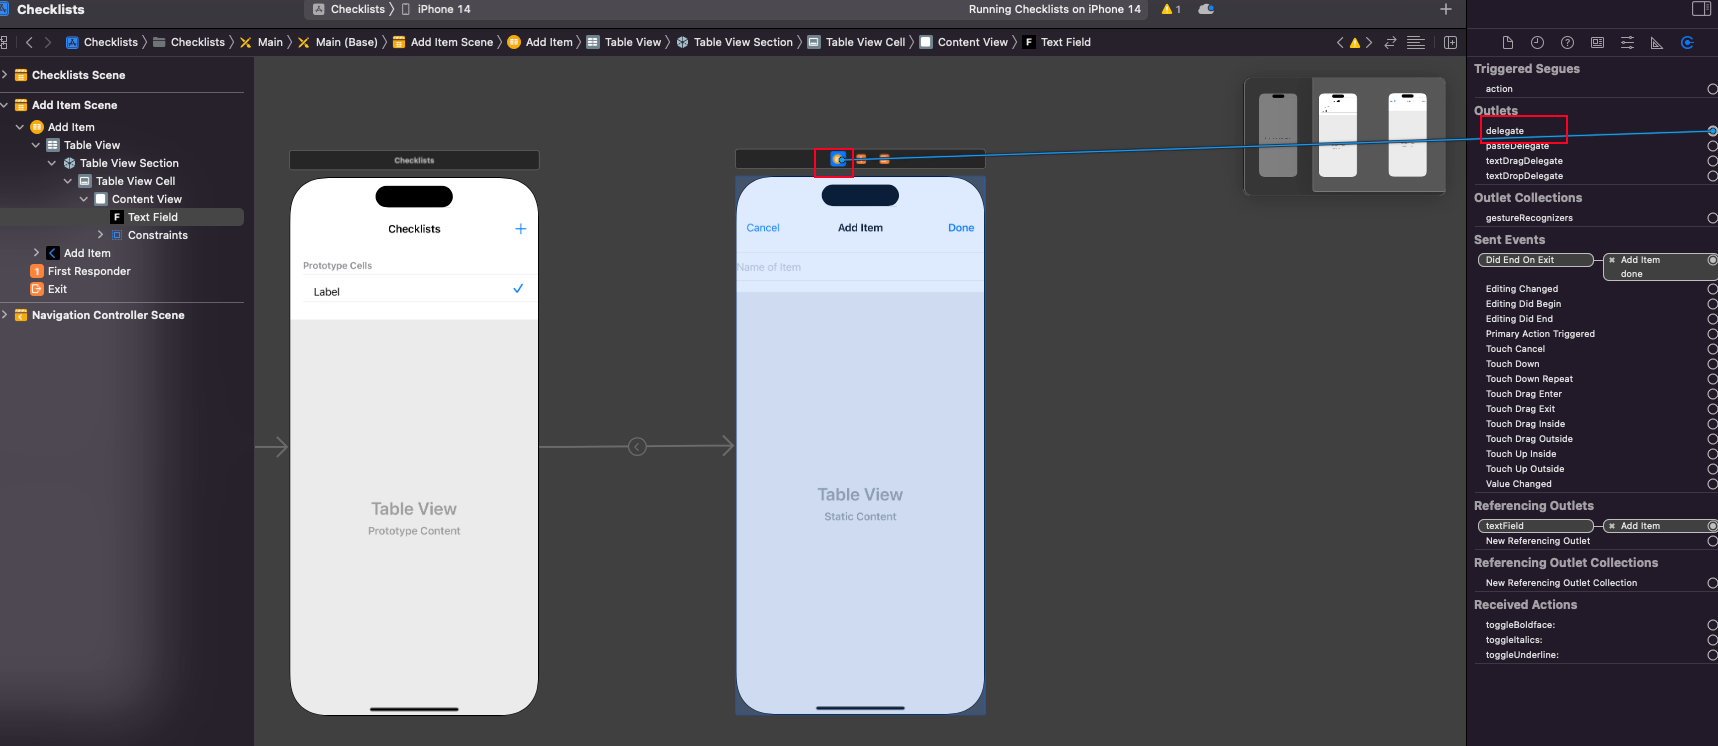 Checklists
Checklists
iPhone 14
Running Checklists on iPhone 14
1
Checklists
Checklists
Main
Main (Base)
Add Item Scene
Add Item
Table View
Table View Section
Table View Cell
Content View
F Text Field
Checklists Scene
Add Item Scene
Add Item
Table View
Table View Section
Table View Cell
Content View
F Text Field
Constraints
Add Item
1 First Responder
Exit
Navigation Controller Scene
Checklists
Checklists
Prototype Cells
Label
Table View
Prototype Content
Cancel
Add Item
Done
Name of Item
Table View
Static Content
Triggered Segues
action
Outlets
delegate
pasteDelegate
textDragDelegate
textDropDelegate
Outlet Collections
gestureRecognizers
Sent Events
Did End On Exit
Add Item
done
Editing Changed
Editing Did Begin
Editing Did End
Primary Action Triggered
Touch Cancel
Touch Down
Touch Down Repeat
Touch Drag Enter
Touch Drag Exit
Touch Drag Inside
Touch Drag Outside
Touch Up Inside
Touch Up Outside
Value Changed
Referencing Outlets
textField
Add Item
New Referencing Outlet
Referencing Outlet Collections
New Referencing Outlet Collection
Received Actions
toggleBoldface:
toggleItalics:
toggleUnderline: